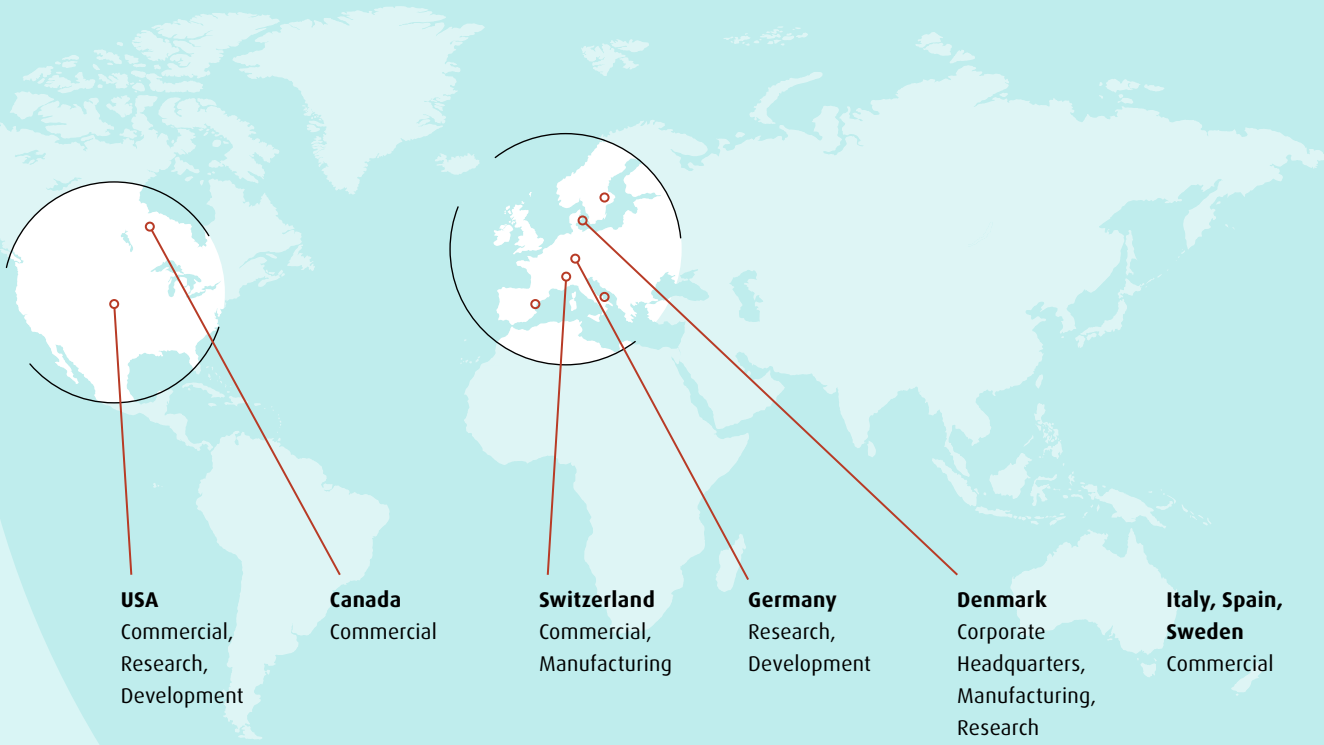 USA
Commercial,
Research,
Development
Canada
Commercial
Switzerland
Commercial,
Manufacturing
Germany
Research,
Development
Denmark
Corporate
Headquarters,
Manufacturing,
Research
Italy, Spain,
Sweden
Commercial